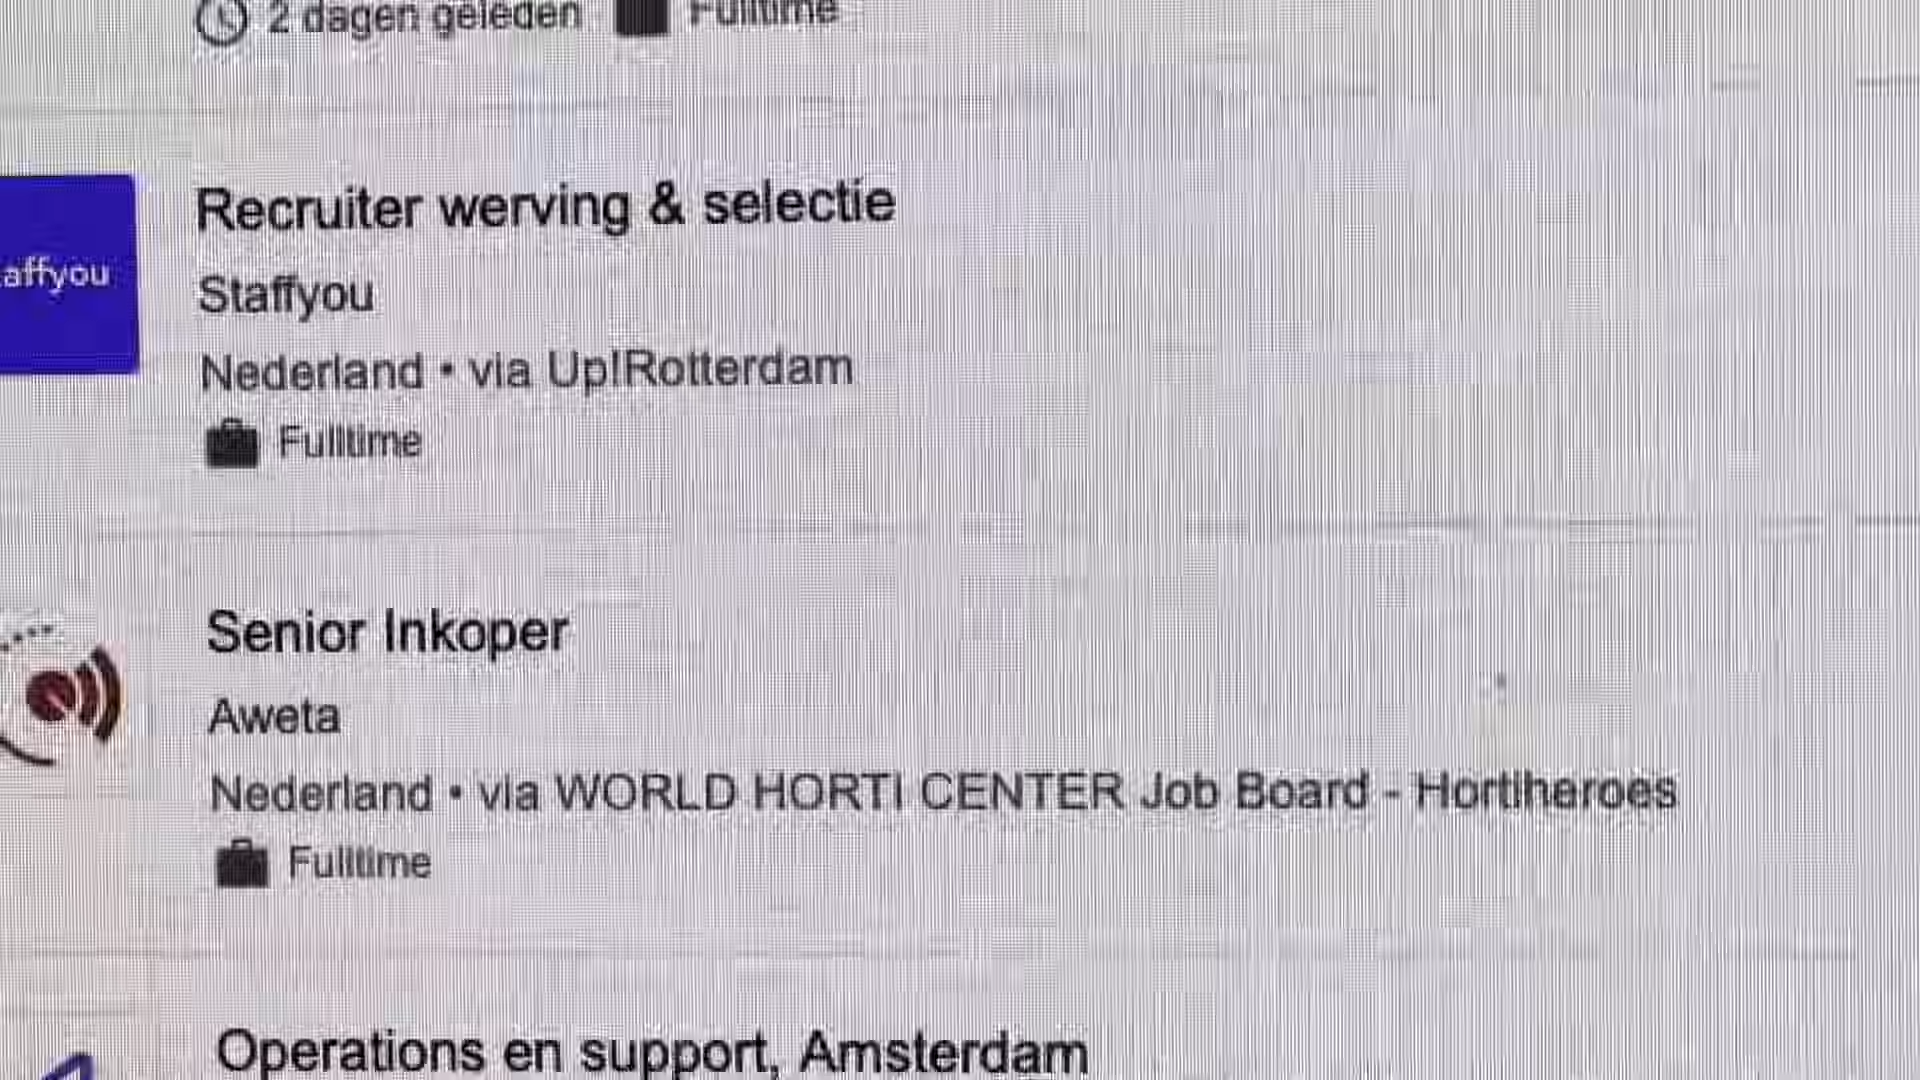 2 dagen geleden Fulltime
Recruiter werving & selectie
affyou
Staffyou
Nederland • via Up!Rotterdam
Fulltime
Senior Inkoper
Aweta
Nederland • via WORLD HORTI CENTER Job Board - Hortiheroes
Fulltime
Operations en support, Amsterdam